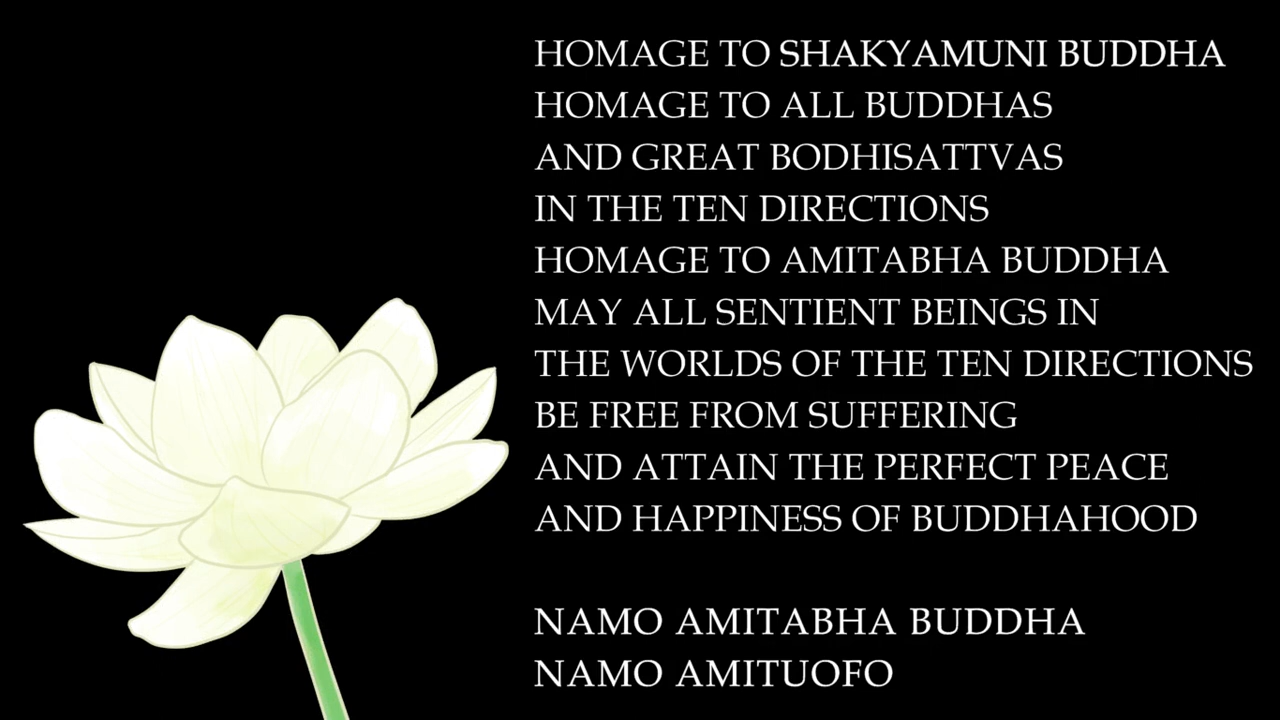 HOMAGE TO SHAKYAMUNI BUDDHA
HOMAGE TO ALL BUDDHAS
AND GREAT BODHISATTVAS
IN THE TEN DIRECTIONS
HOMAGE TO AMITABHA BUDDHA
MAY ALL SENTIENT BEINGS IN
THE WORLDS OF THE TEN DIRECTIONS
BE FREE FROM SUFFERING
AND ATTAIN THE PERFECT PEACE
AND HAPPINESS OF BUDDHAHOOD
NAMO AMITABHA BUDDHA
NAMO AMITUOFO